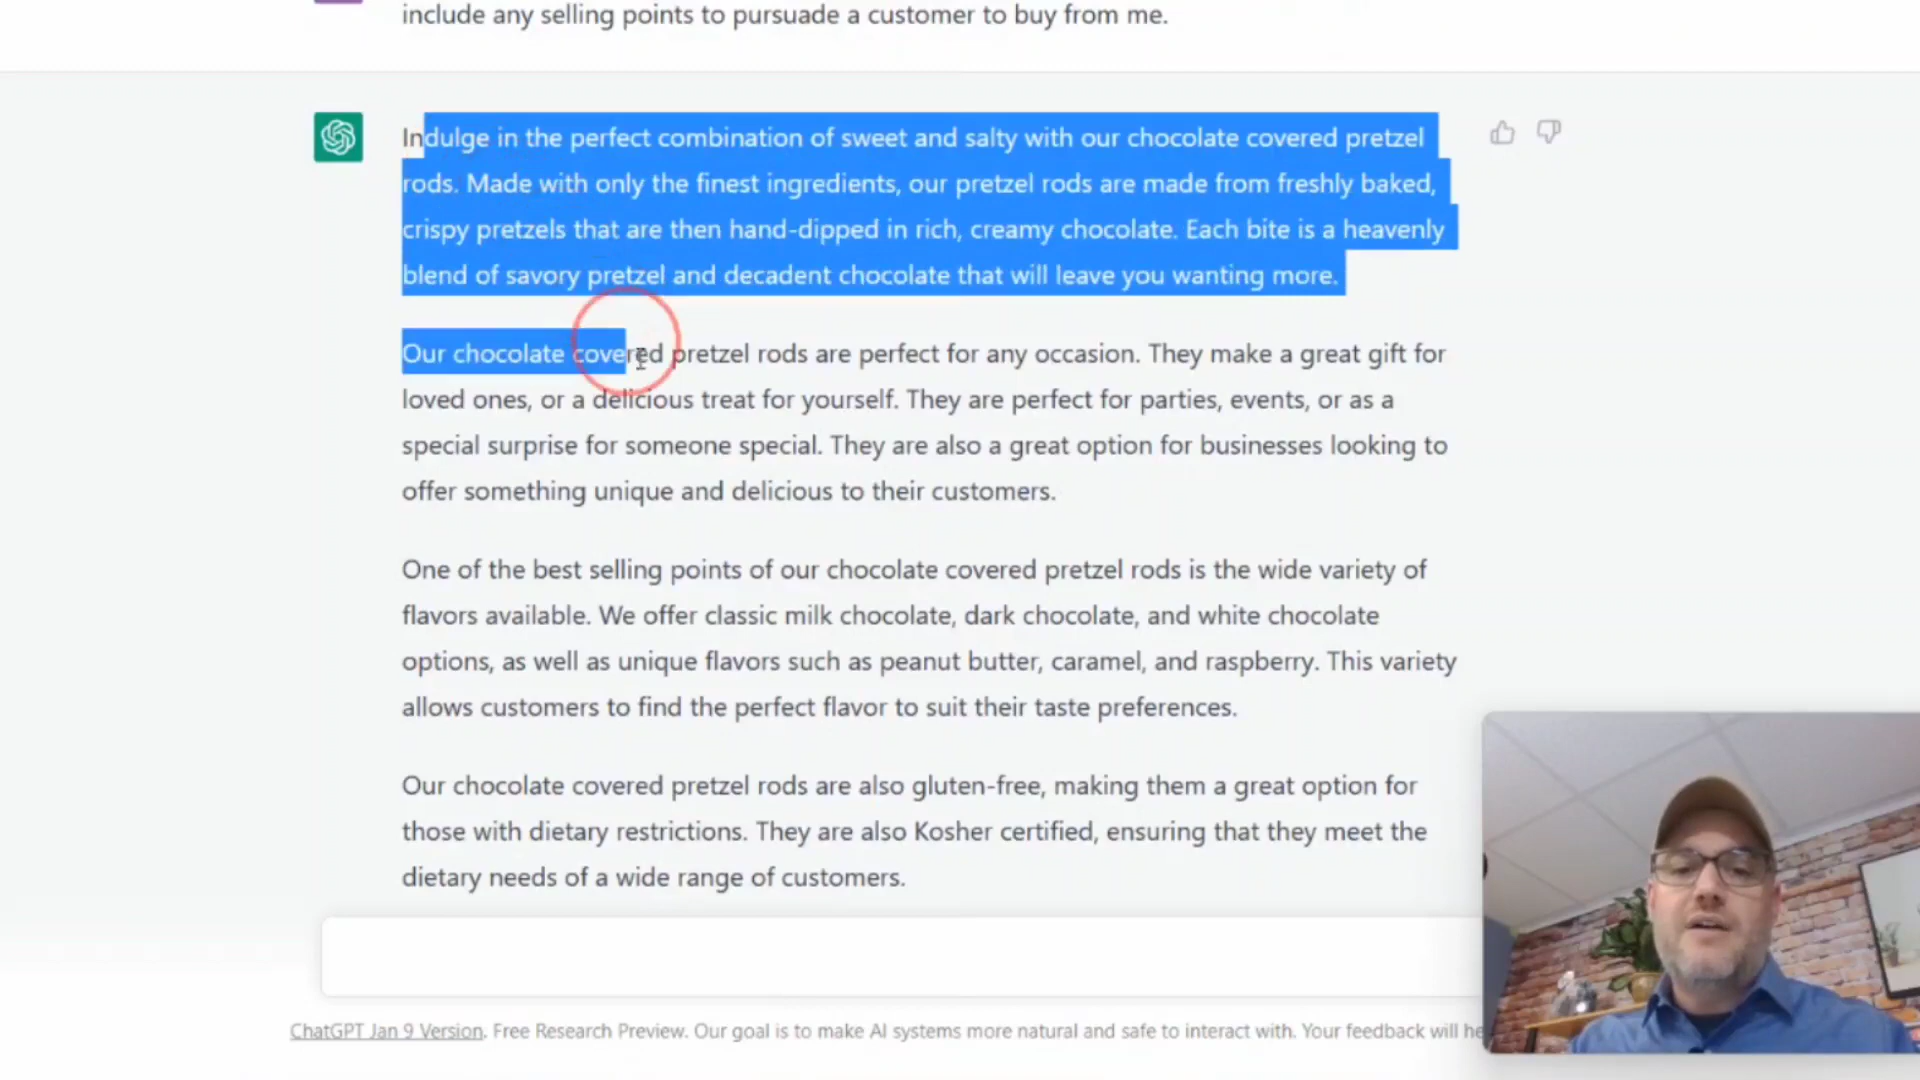 include any selling points to pursuade a customer to buy from me.
Indulge in the perfect combination of sweet and salty with our chocolate covered pretzel
rods. Made with only the finest ingredients, our pretzel rods are made from freshly baked,
crispy pretzels that are then hand-dipped in rich, creamy chocolate. Each bite is a heavenly
blend of savory pretzel and decadent chocolate that will leave you wanting more.
Our chocolate covered pretzel rods are perfect for any occasion. They make a great gift for
loved ones, or a delicious treat for yourself. They are perfect for parties, events, or as a
special surprise for someone special. They are also a great option for businesses looking to
offer something unique and delicious to their customers.
One of the best selling points of our chocolate covered pretzel rods is the wide variety of
flavors available. We offer classic milk chocolate, dark chocolate, and white chocolate
options, as well as unique flavors such as peanut butter, caramel, and raspberry. This variety
allows customers to find the perfect flavor to suit their taste preferences.
Our chocolate covered pretzel rods are also gluten-free, making them a great option for
those with dietary restrictions. They are also Kosher certified, ensuring that they meet the
dietary needs of a wide range of customers.
ChatGPT Jan 9 Version. Free Research Preview. Our goal is to make AI systems more natural and safe to interact with. Your feedback will